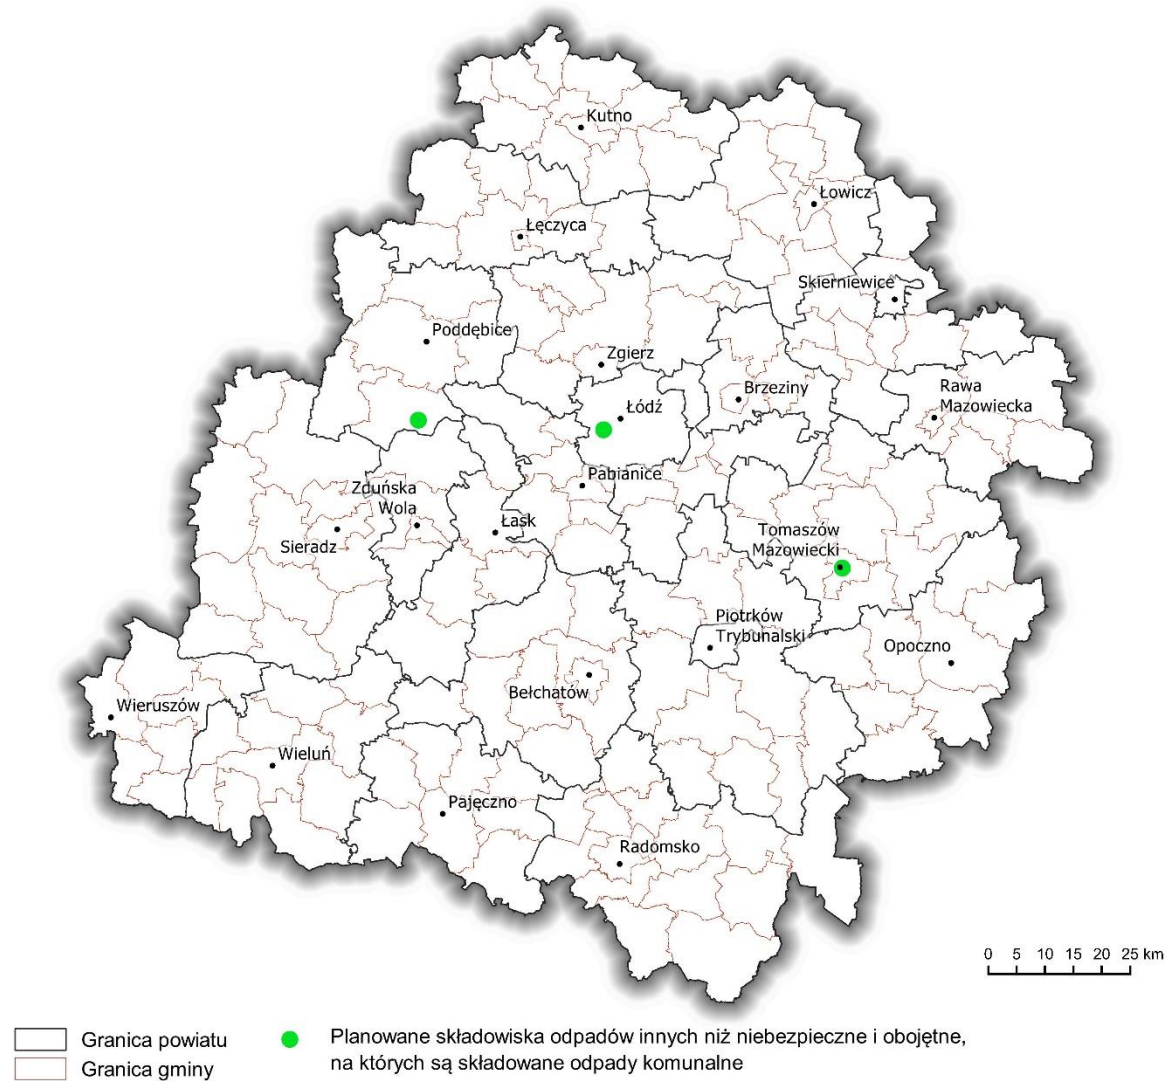 Kutno
Łowicz
Łęczyca
Skierniewice
Poddębice
Zgierz
Brzeziny
Rawa
Mazowiecka
Łódź
Pabianice
Zduńska
Wola
Łask
Sieradz
Tomaszów
Mazowiecki
Piotrków
Trybunalski
Opoczno
Bełchatów
Wieruszów
Wieluń
Pajęczno
Radomsko
0 5 10 15 20 25 km
Granica powiatu
Granica gminy
Planowane składowiska odpadów innych niż niebezpieczne i obojętne,
na których są składowane odpady komunalne